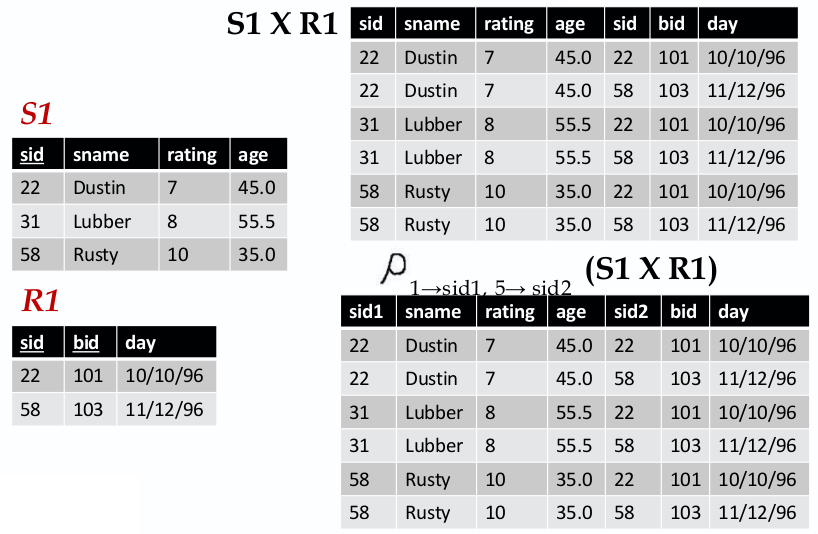 S1 X R1
sid sname rating age sid bid day
22 Dustin 7 45.0 22 101 10/10/96
22 Dustin 7 45.0 58 103 11/12/96
31 Lubber 8 55.5 22 101 10/10/96
31 Lubber 8 55.5 58 103 11/12/96
58 Rusty 10 35.0 22 101 10/10/96
58 Rusty 10 35.0 58 103 11/12/96
S1
sid sname rating age
22 Dustin 7 45.0
31 Lubber 8 55.5
58 Rusty 10 35.0
R1
sid bid day
22 101 10/10/96
58 103 11/12/96
ρ 1→sid1, 5→ sid2 (S1 X R1)
sid1 sname rating age sid2 bid day
22 Dustin 7 45.0 22 101 10/10/96
22 Dustin 7 45.0 58 103 11/12/96
31 Lubber 8 55.5 22 101 10/10/96
31 Lubber 8 55.5 58 103 11/12/96
58 Rusty 10 35.0 22 101 10/10/96
58 Rusty 10 35.0 58 103 11/12/96